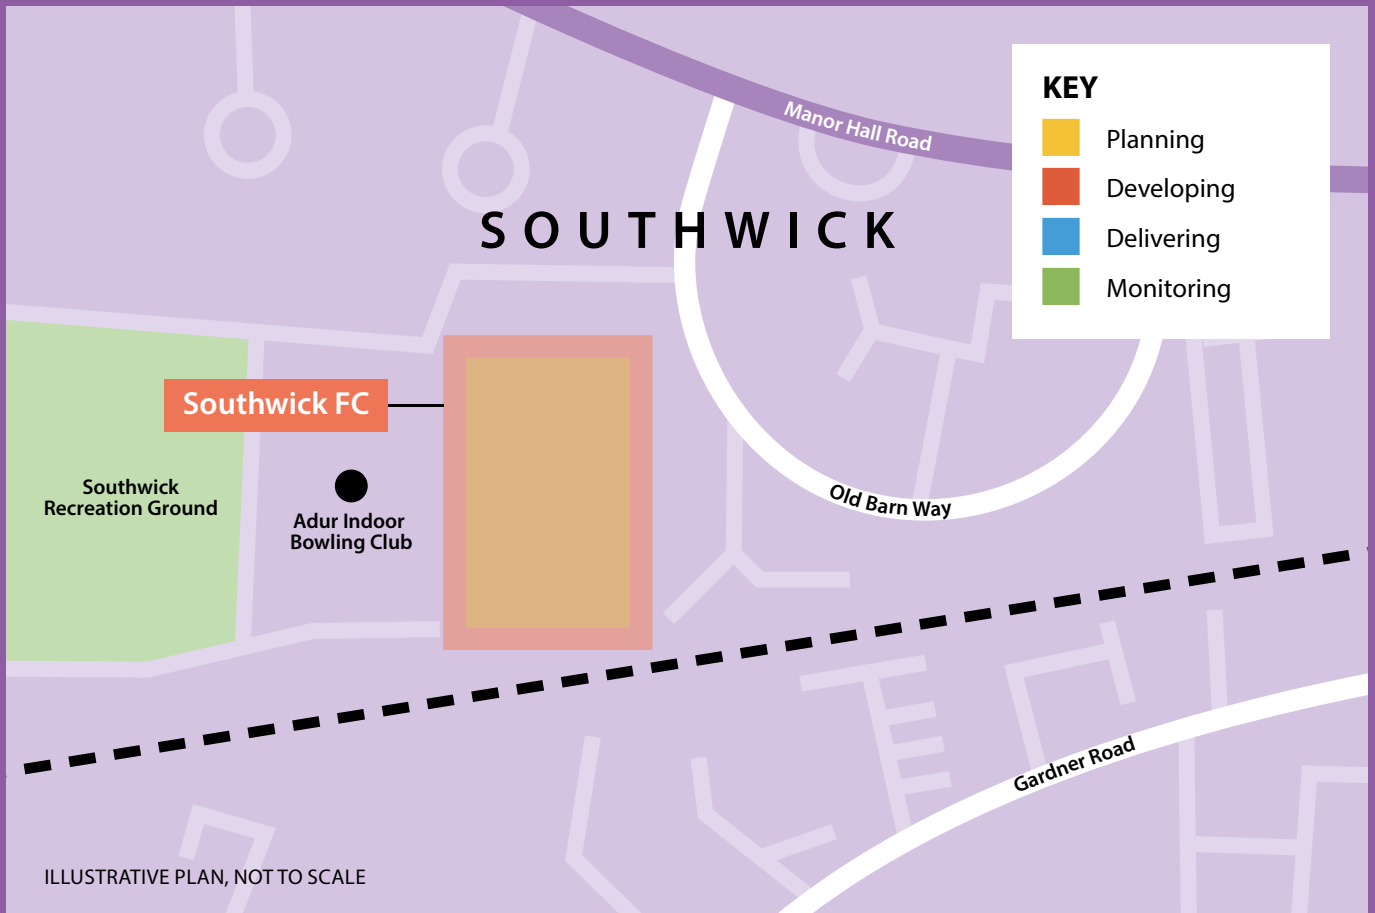 Manor Hall Road
KEY
Planning
Developing
Delivering
Monitoring
SOUTHWICK
Southwick FC
Southwick
Recreation Ground
Adur Indoor
Bowling Club
Old Barn Way
Gardner Road
ILLUSTRATIVE PLAN, NOT TO SCALE